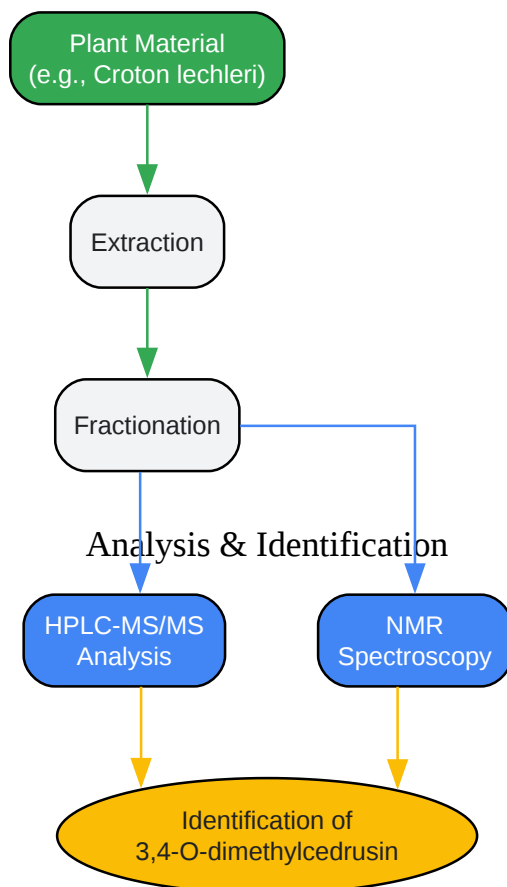 Plant Material
(e.g., Croton lechleri)
Extraction
Fractionation
Analysis & Identification
HPLC-MS/MS
Analysis
NMR
Spectroscopy
Identification of
3,4-O-dimethylcedrusin